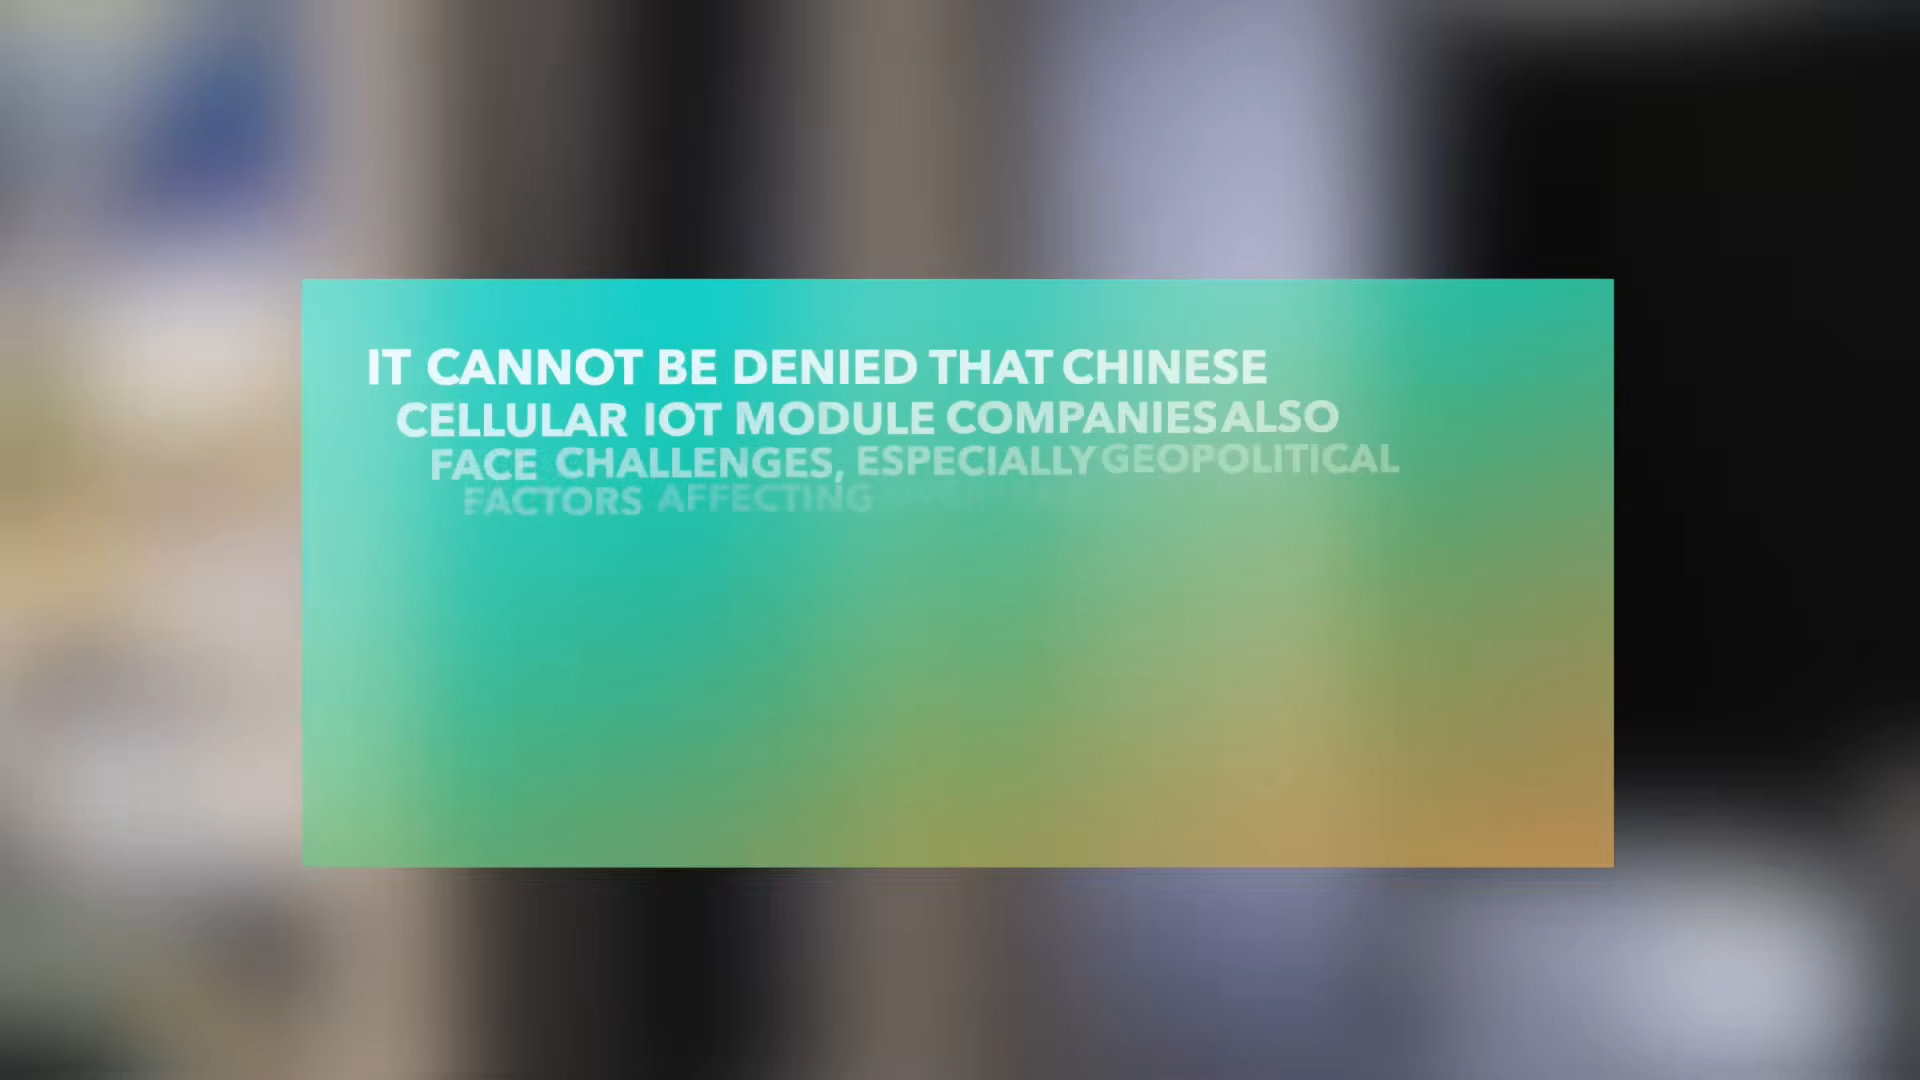 IT CANNOT BE DENIED THAT CHINESE
CELLULAR IOT MODULE COMPANIES ALSO
FACE CHALLENGES, ESPECIALLY GEOPOLITICAL
FACTORS AFFECTING